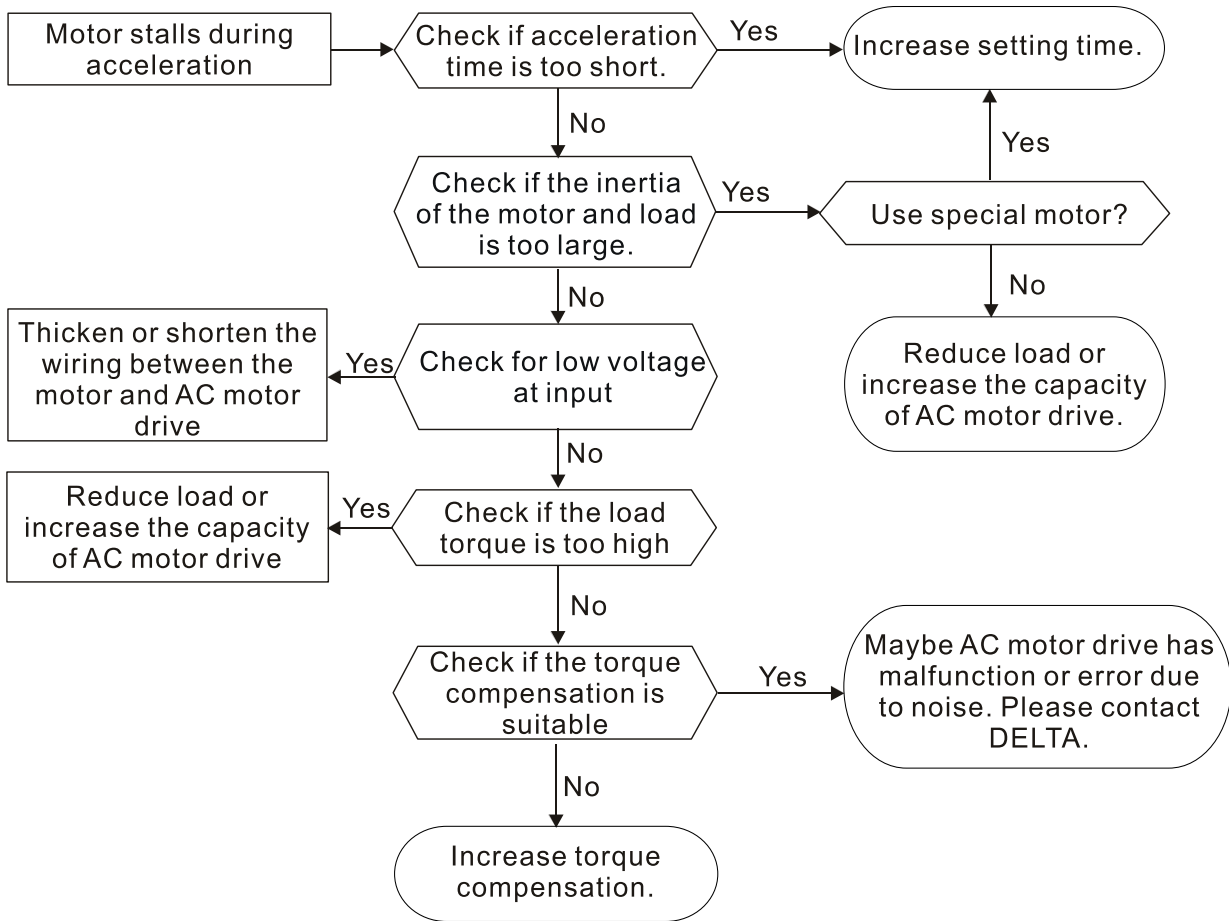 Motor stalls during
acceleration
Check if acceleration
time is too short.
Yes
Increase setting time.
No
Yes
Check if the inertia
of the motor and load
is too large.
Yes
Use special motor?
No
No
Thicken or shorten the
wiring between the
motor and AC motor
drive
Yes
Check for low voltage
at input
Reduce load or
increase the capacity
of AC motor drive.
No
Reduce load or
increase the capacity
of AC motor drive
Yes
Check if the load
torque is too high
No
Check if the torque
compensation is
suitable
Yes
Maybe AC motor drive has
malfunction or error due
to noise. Please contact
DELTA.
No
Increase torque
compensation.